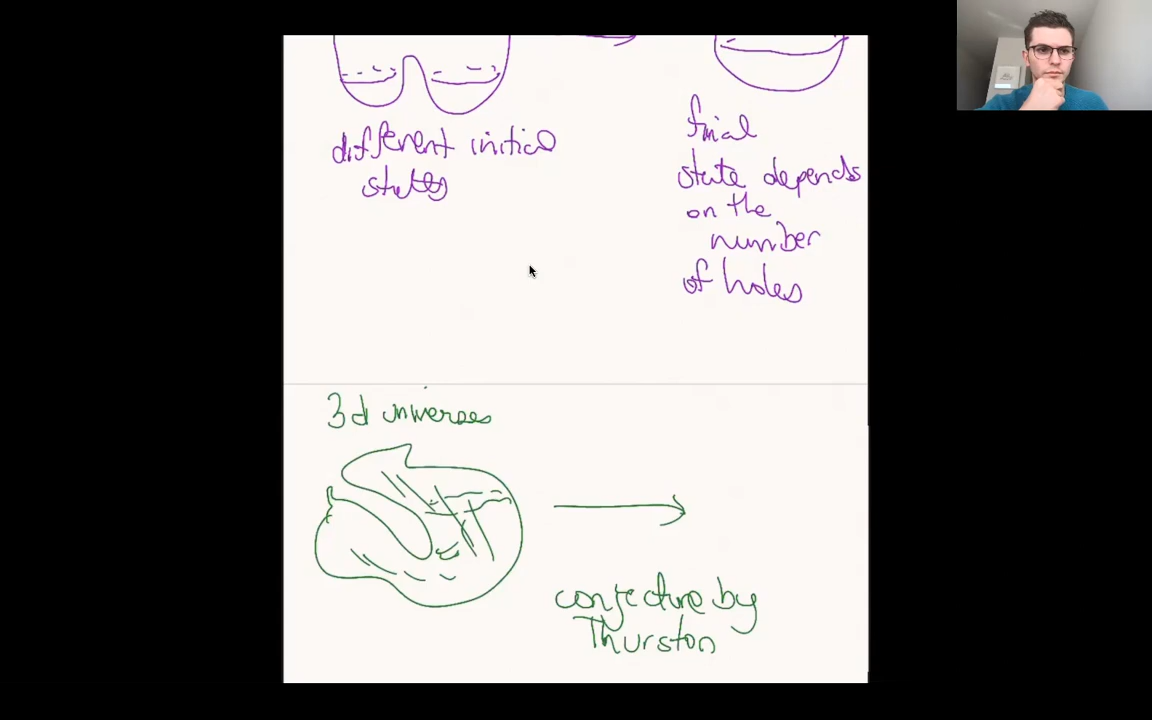 different initial
states
final
state depends
on the
number
of holes
3d universes
conjecture by
Thurston